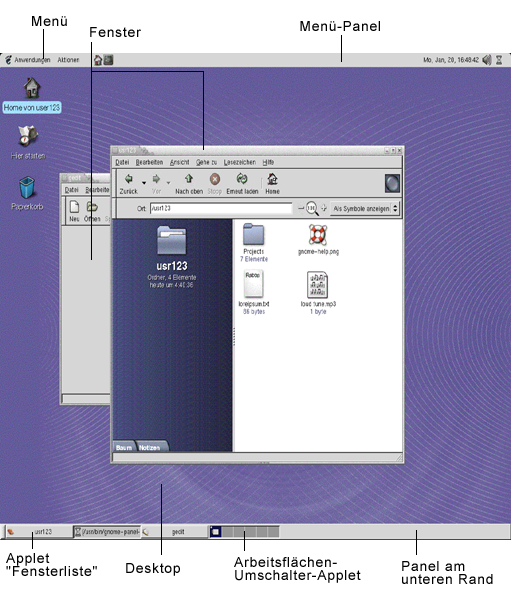 Menü
Fenster
Menü-Panel
Anwendungen Aktionen
Mo, Jan, 20, 16:48:42
Home von user123
Hier starten
Papierkorb
gedit
Datei Bearbeite
Neu Öffnen
usr123
Datei Bearbeiten Ansicht Gehe zu Lesezeichen Hilfe
Zurück Vor Nach oben Stopp Erneut laden Home
Ort: /usr123
100
Als Symbole anzeigen
usr123
Ordner, 4 Elemente
heute um 4:40:36
Projects
7 Elemente
gnome-help.png
loreipsum.txt
86 bytes
loud tune.mp3
1 byte
Baum Notizen
usr123
/usr/bin/gnome-panel-
gedit
Applet
"Fensterliste"
Desktop
Arbeitsflächen-
Umschalter-Applet
Panel am
unteren Rand